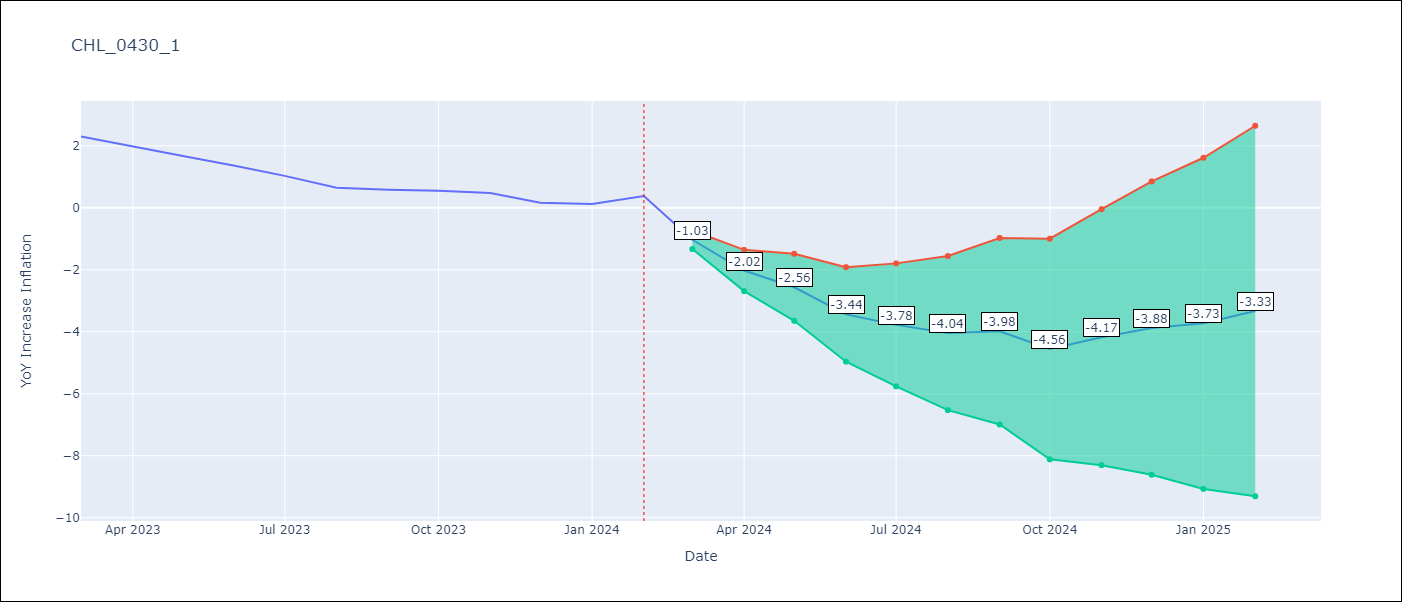 CHL_0430_1
YoY Increase Inflation
2
0
−2
−4
−6
−8
−10
-1.03
-2.02
-2.56
-3.44
-3.78
-4.04
-3.98
-4.56
-4.17
-3.88
-3.73
-3.33
Apr 2023
Jul 2023
Oct 2023
Jan 2024
Apr 2024
Jul 2024
Oct 2024
Jan 2025
Date